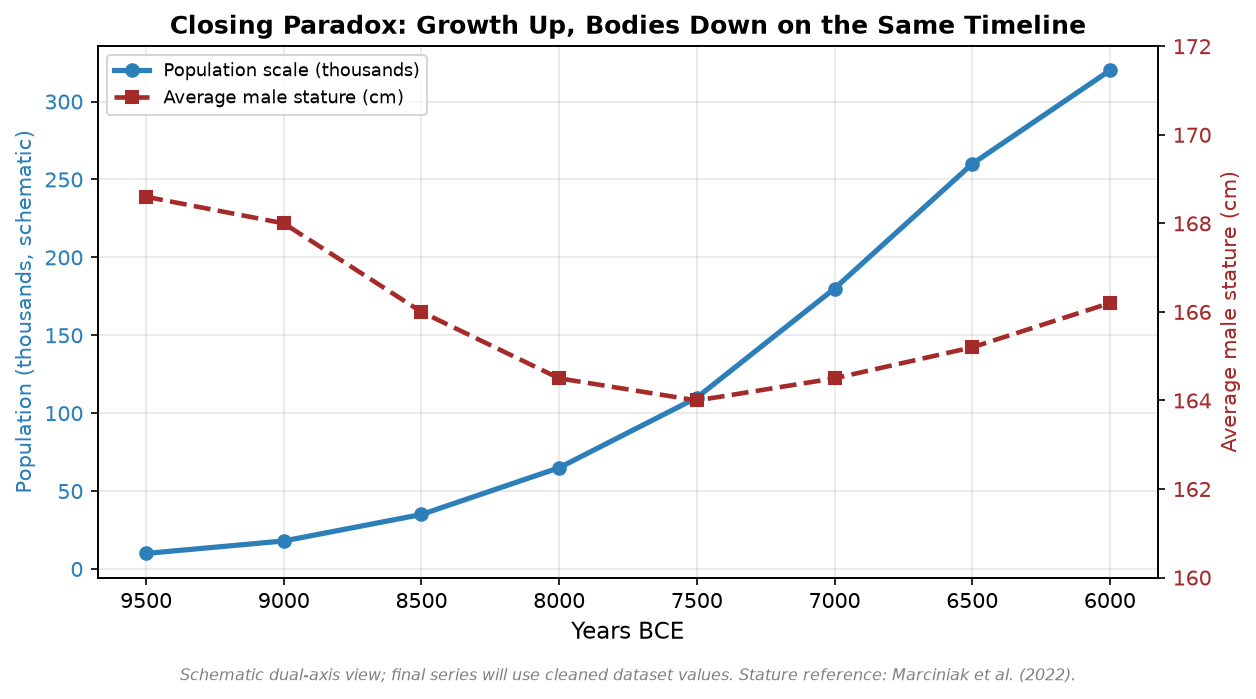 Closing Paradox: Growth Up, Bodies Down on the Same Timeline
Population scale (thousands)
Average male stature (cm)
Population (thousands, schematic)
300
250
200
150
100
50
0
172
170
168
166
164
162
160
Average male stature (cm)
9500 9000 8500 8000 7500 7000 6500 6000
Years BCE
Schematic dual-axis view; final series will use cleaned dataset values. Stature reference: Marciniak et al. (2022).